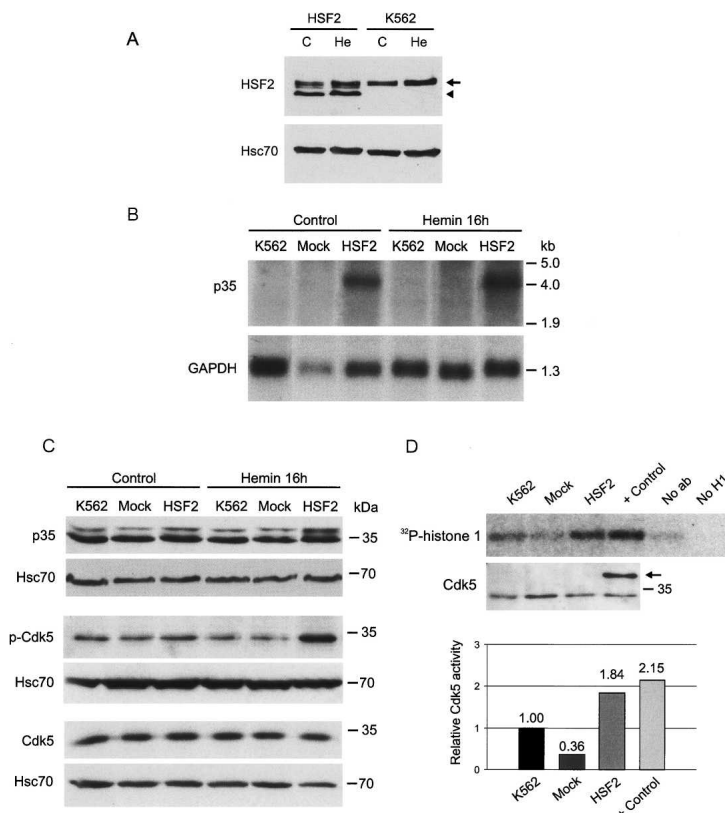 A
HSF2 K562
C He C He
HSF2
Hsc70
B
Control Hemin 16h
K562 Mock HSF2 K562 Mock HSF2 kb
5.0
p35
4.0
1.9
GAPDH
1.3
C
Control Hemin 16h
K562 Mock HSF2 K562 Mock HSF2 kDa
p35
35
Hsc70
70
p-Cdk5
35
Hsc70
70
Cdk5
35
Hsc70
70
D
K562 Mock HSF2 + Control No ab No H1
³²P-histone 1
Cdk5
35
Relative Cdk5 activity
3
2
1
0
1.00
0.36
1.84
2.15
K562 Mock HSF2 + Control